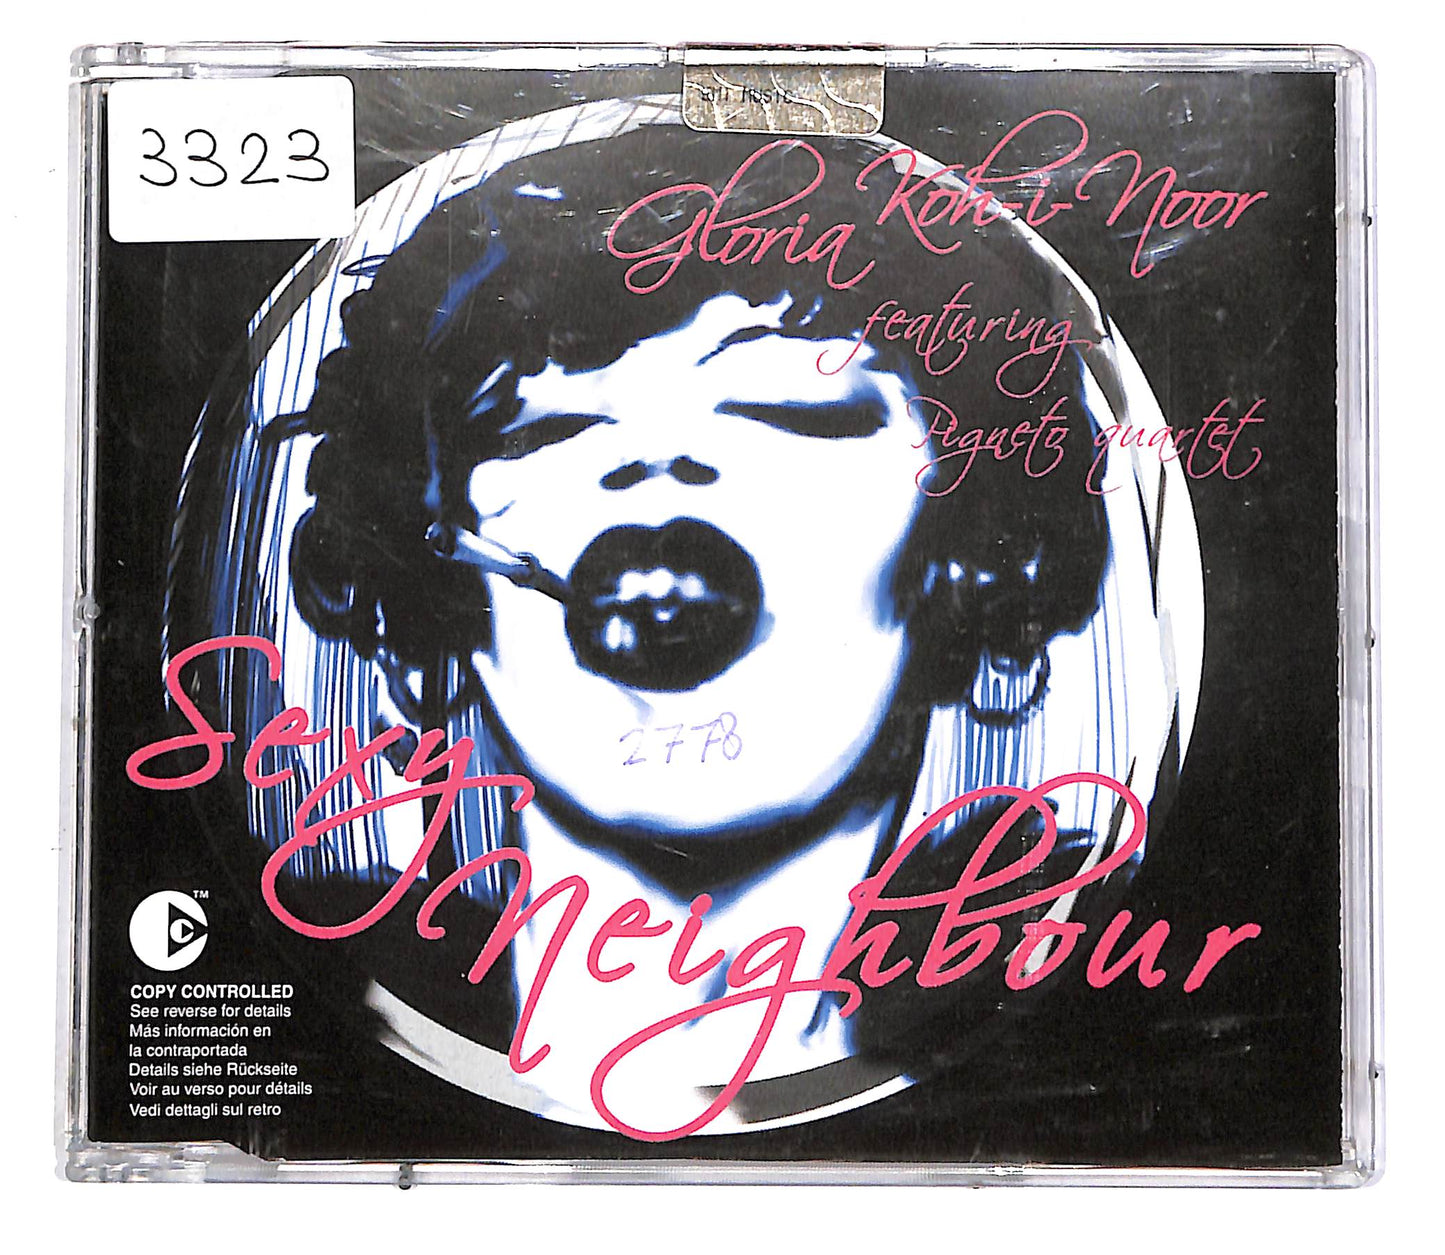 3323
Gloria Koh-i-Noor
featuring
Pigneto quartet
2778
Sexy
Neighbour
TM
COPY CONTROLLED
See reverse for details
Más información en
la contraportada
Details siehe Rückseite
Voir au verso pour détails
Vedi dettagli sul retro